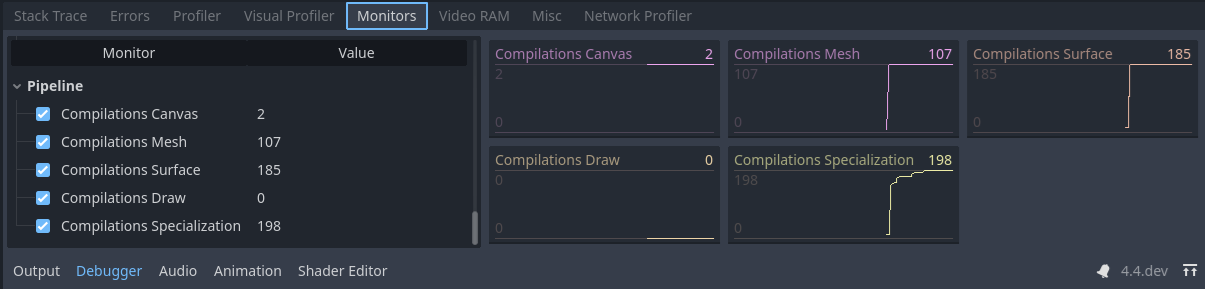 Stack Trace Errors Profiler Visual Profiler Monitors Video RAM Misc Network Profiler
Monitor Value
Pipeline
Compilations Canvas 2
Compilations Mesh 107
Compilations Surface 185
Compilations Draw 0
Compilations Specialization 198
Compilations Canvas 2
2
0
Compilations Mesh 107
107
0
Compilations Surface 185
185
0
Compilations Draw 0
0
0
Compilations Specialization 198
198
0
Output Debugger Audio Animation Shader Editor 4.4.dev